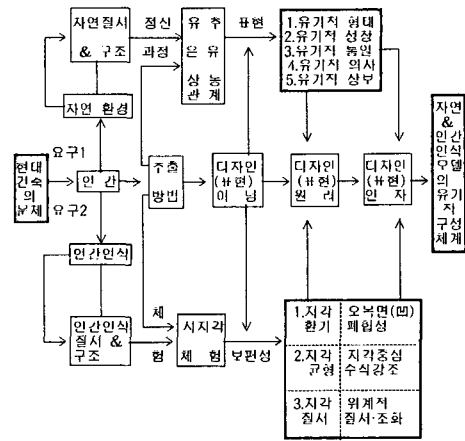 자연질서
& 구조
정신
과정
유 추
은 유
상 동
관 계
표현
1.유기적 형태
2.유기적 성장
3.유기적 통일
4.유기적 의사
5.유기적 상보
자연 환경
현대
건축
의
문제
요구1
요구2
인 간
추출
방법
디자인
(표현)
이 념
디자인
(표현)
원 리
디자인
(표현)
인 자
자연
&
인간
인식
모델
의
유기
적
구성
체계
인간인식
인간인식
질서 &
구조
체
험
시지각
체 험
보편성
1.지각
환기
오목면(凹)
폐립성
2.지각
균형
지각중심
수식강조
3.지각
질서
위계적
질서·조화